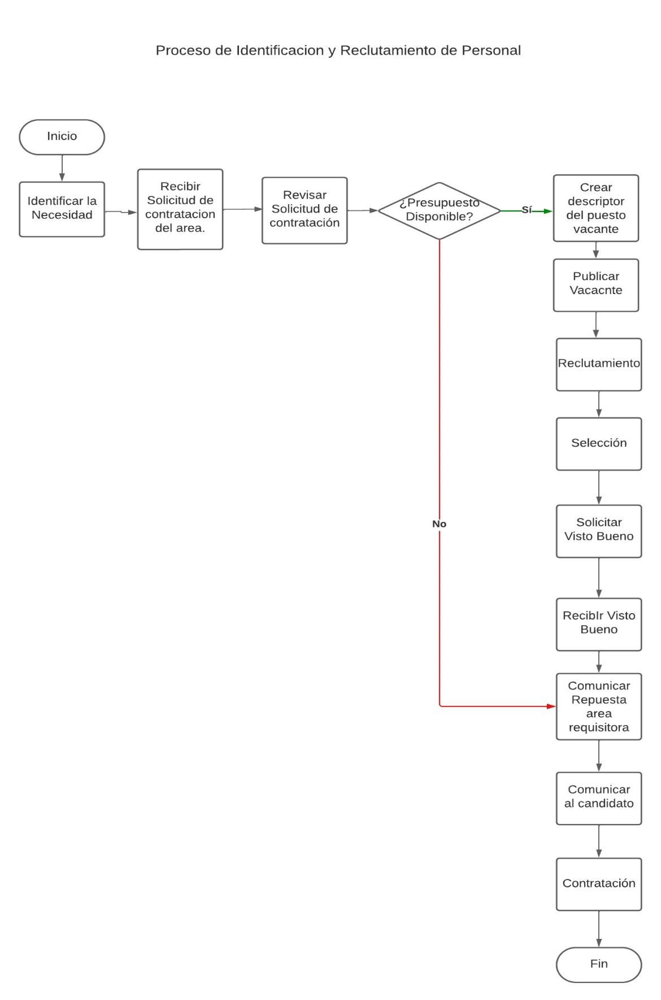 Proceso de Identificacion y Reclutamiento de Personal
Inicio
Identificar la
Necesidad
Recibir
Solicitud de
contratacion
del area.
Revisar
Solicitud de
contratación
¿Presupuesto
Disponible?
Sí
Crear
descriptor
del puesto
vacante
Publicar
Vacacnte
Reclutamiento
Selección
Solicitar
Visto Bueno
No
RecibIr Visto
Bueno
Comunicar
Repuesta
area
requisitora
Comunicar
al candidato
Contratación
Fin